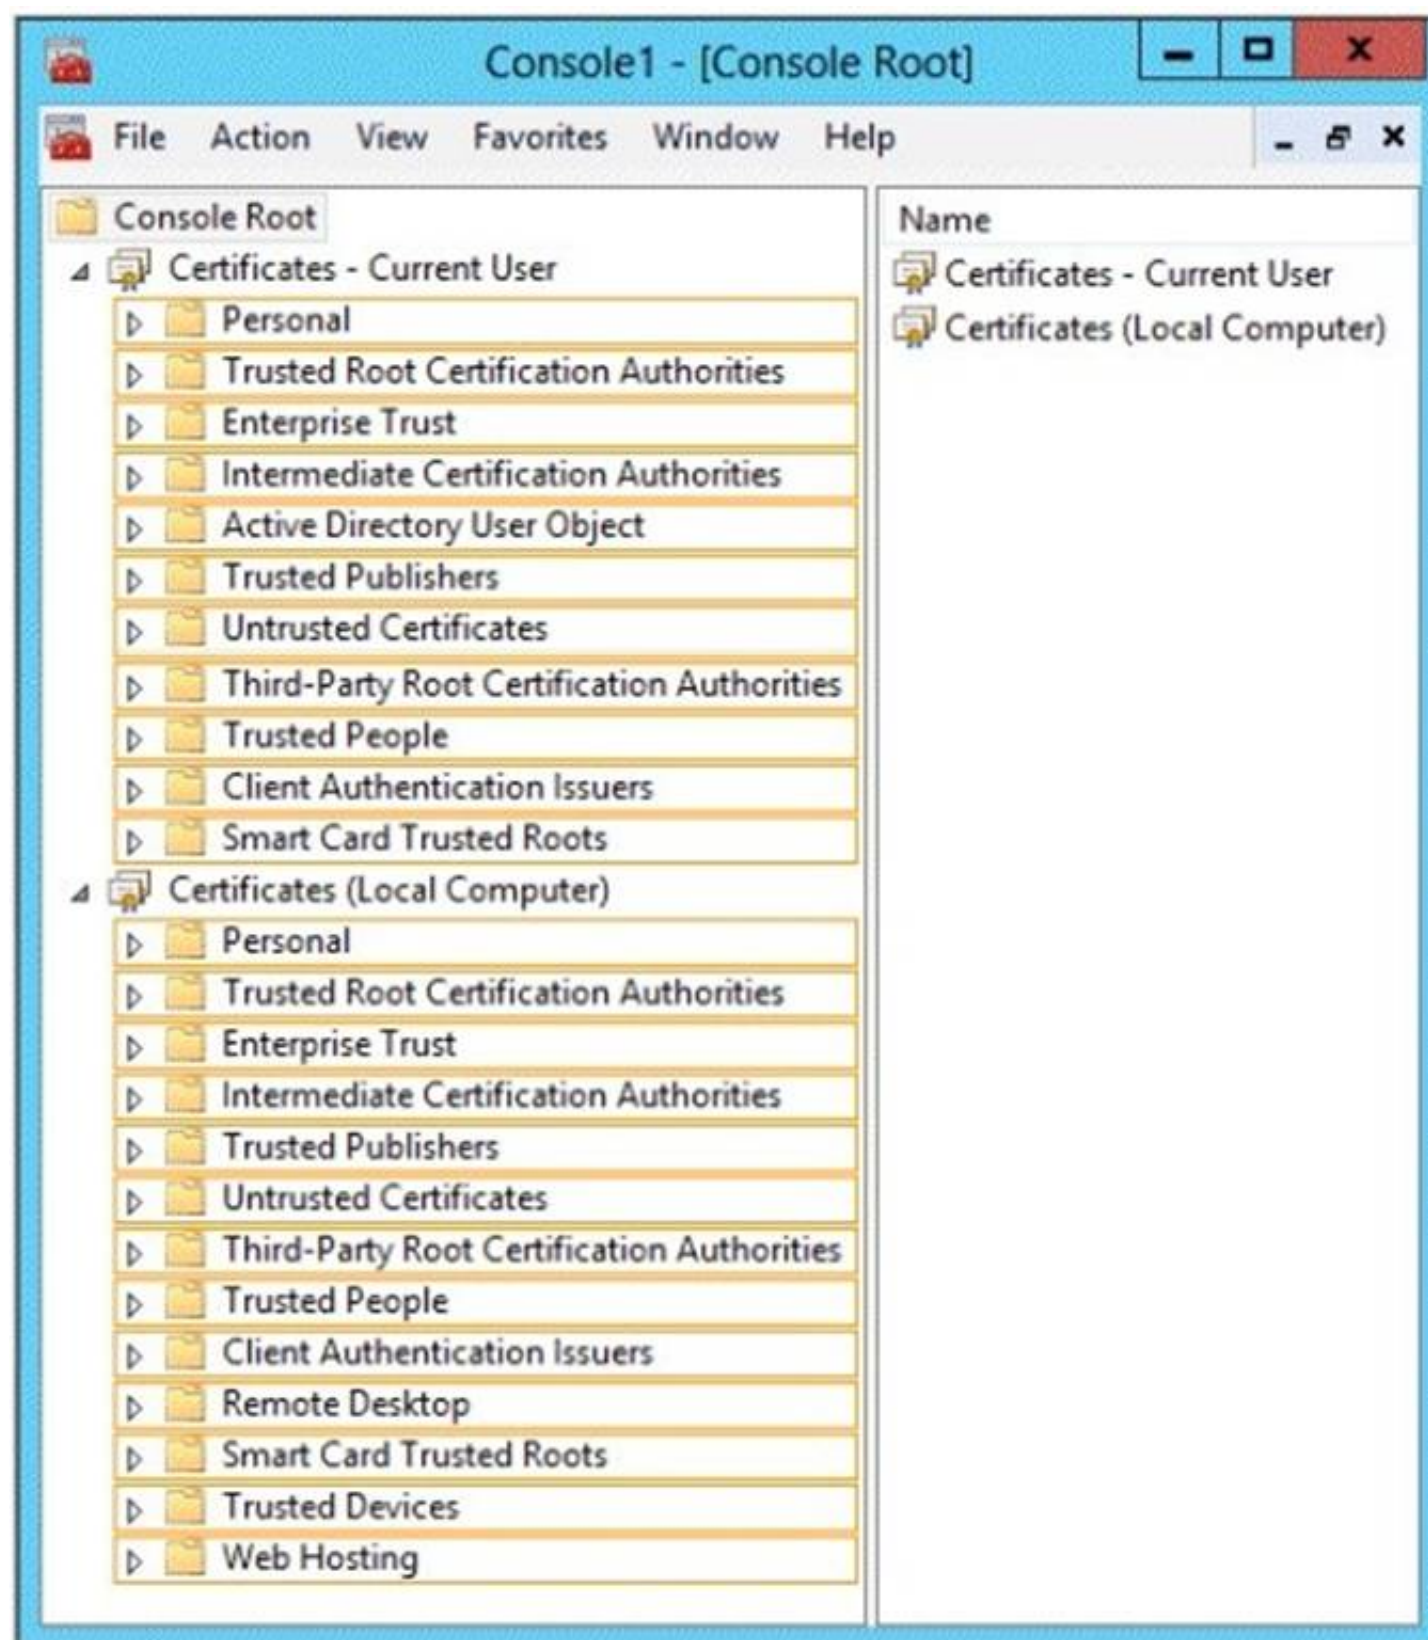 Console1 - [Console Root]
File Action View Favorites Window Help
Console Root
Certificates - Current User
Personal
Trusted Root Certification Authorities
Enterprise Trust
Intermediate Certification Authorities
Active Directory User Object
Trusted Publishers
Untrusted Certificates
Third-Party Root Certification Authorities
Trusted People
Client Authentication Issuers
Smart Card Trusted Roots
Certificates (Local Computer)
Personal
Trusted Root Certification Authorities
Enterprise Trust
Intermediate Certification Authorities
Trusted Publishers
Untrusted Certificates
Third-Party Root Certification Authorities
Trusted People
Client Authentication Issuers
Remote Desktop
Smart Card Trusted Roots
Trusted Devices
Web Hosting
Name
Certificates - Current User
Certificates (Local Computer)